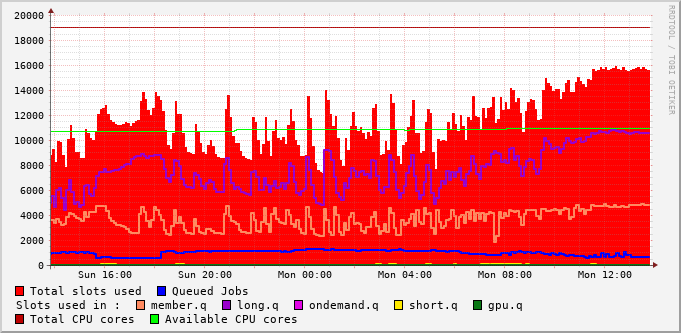 20000
18000
16000
14000
12000
10000
8000
6000
4000
2000
0
Sun 16:00 Sun 20:00 Mon 00:00 Mon 04:00 Mon 08:00 Mon 12:00
Total slots used Queued Jobs
Slots used in : member.q long.q ondemand.q short.q gpu.q
Total CPU cores Available CPU cores
RRDTOOL / TOBI OETIKER